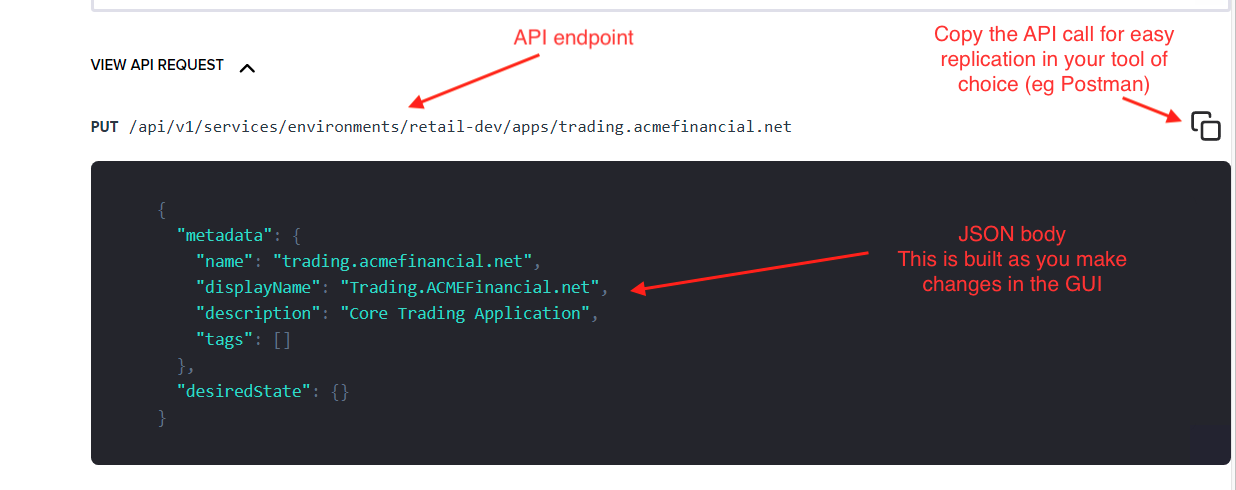 API endpoint
Copy the API call for easy
replication in your tool of
choice (eg Postman)
VIEW API REQUEST
PUT /api/v1/services/environments/retail-dev/apps/trading.acmefinancial.net
{
"metadata": {
"name": "trading.acmefinancial.net",
"displayName": "Trading.ACMEFinancial.net",
"description": "Core Trading Application",
"tags": []
},
"desiredState": {}
}
JSON body
This is built as you make
changes in the GUI